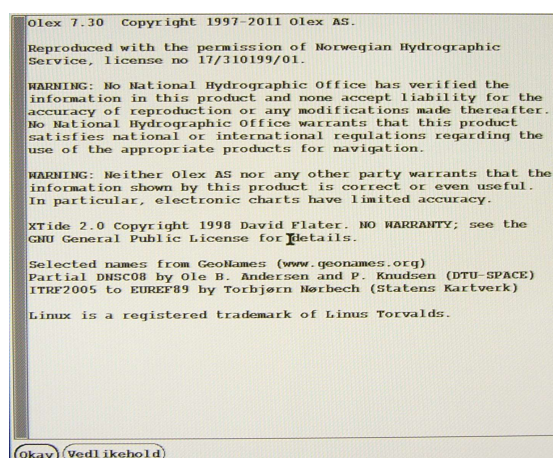 Olex 7.30 Copyright 1997-2011 Olex AS.
Reproduced with the permission of Norwegian Hydrographic
Service, license no 17/310199/01.
WARNING: No National Hydrographic Office has verified the
information in this product and none accept liability for the
accuracy of reproduction or any modifications made thereafter.
No National Hydrographic Office warrants that this product
satisfies national or international regulations regarding the
use of the appropriate products for navigation.
WARNING: Neither Olex AS nor any other party warrants that the
information shown by this product is correct or even useful.
In particular, electronic charts have limited accuracy.
XTide 2.0 Copyright 1998 David Flater. NO WARRANTY; see the
GNU General Public License for details.
Selected names from GeoNames (www.geonames.org)
Partial DNSC08 by Ole B. Andersen and P. Knudsen (DTU-SPACE)
ITRF2005 to EUREF89 by Torbjørn Nørbech (Statens Kartverk)
Linux is a registered trademark of Linus Torvalds.
Okay Vedlikehold